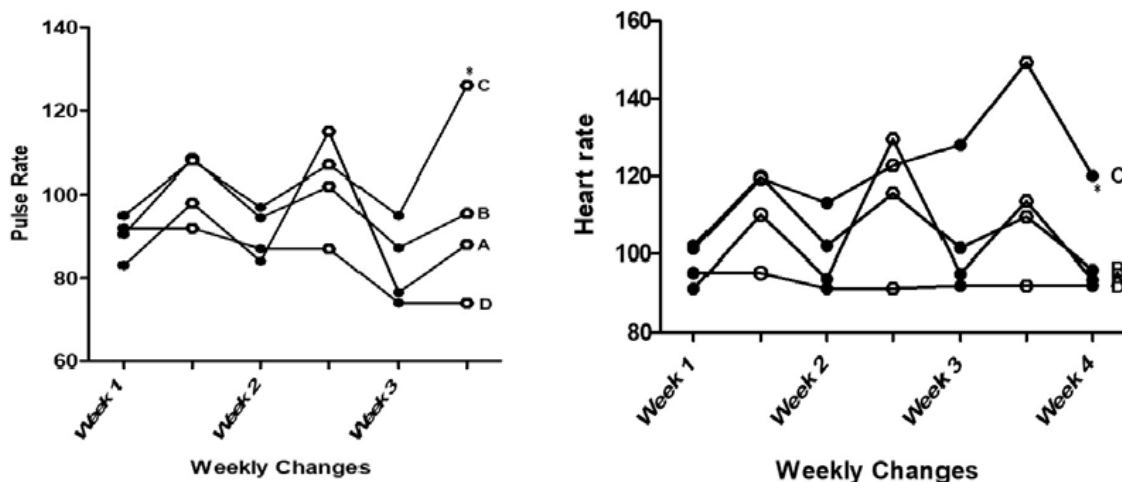 140
120
100
80
60
Pulse Rate
*
C
B
A
D
Week 1
Week 2
Week 3
Weekly Changes
160
140
120
100
80
Heart rate
C
*
D
Week 1
Week 2
Week 3
Week 4
Weekly Changes